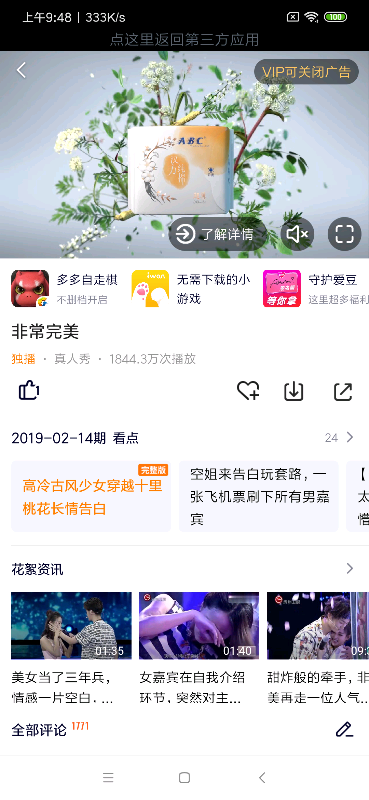 上午9:48 | 333K/s
100
点这里返回第三方应用
VIP可关闭广告
ABC
了解详情
多多自走棋
不删档开启
无需下载的小
游戏
守护爱豆
这里超多福利
等你拿
非常完美
独播 · 真人秀 · 1844.3万次播放
1
2019-02-14期 看点
24
完整版
高冷古风少女穿越十里
桃花长情告白
空姐来告白玩套路，一
张飞机票刷下所有男嘉
宾
【
太
惜
花絮资讯
01:35
01:40
09:3
美女当了三年兵，
情感一片空白，...
女嘉宾在自我介绍
环节，突然对主...
甜炸般的牵手，非
美再走一位人气...
全部评论 1771